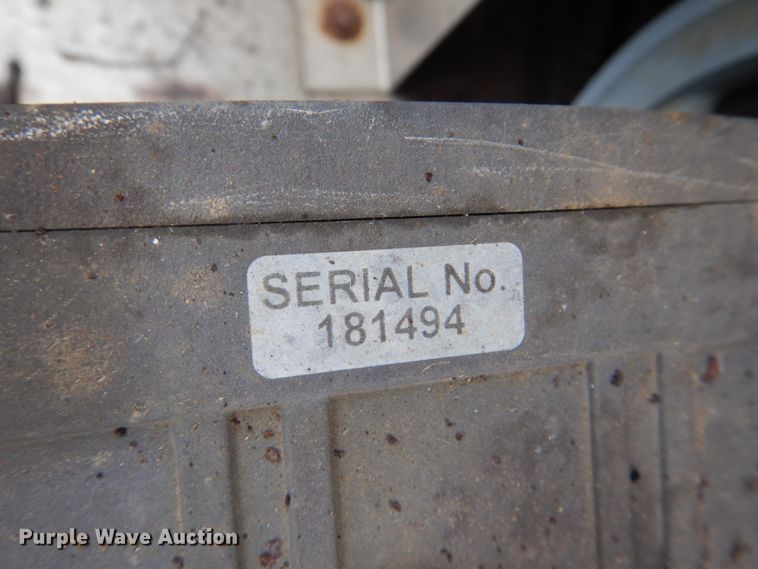 SERIAL No.
181494
Purple Wave Auction